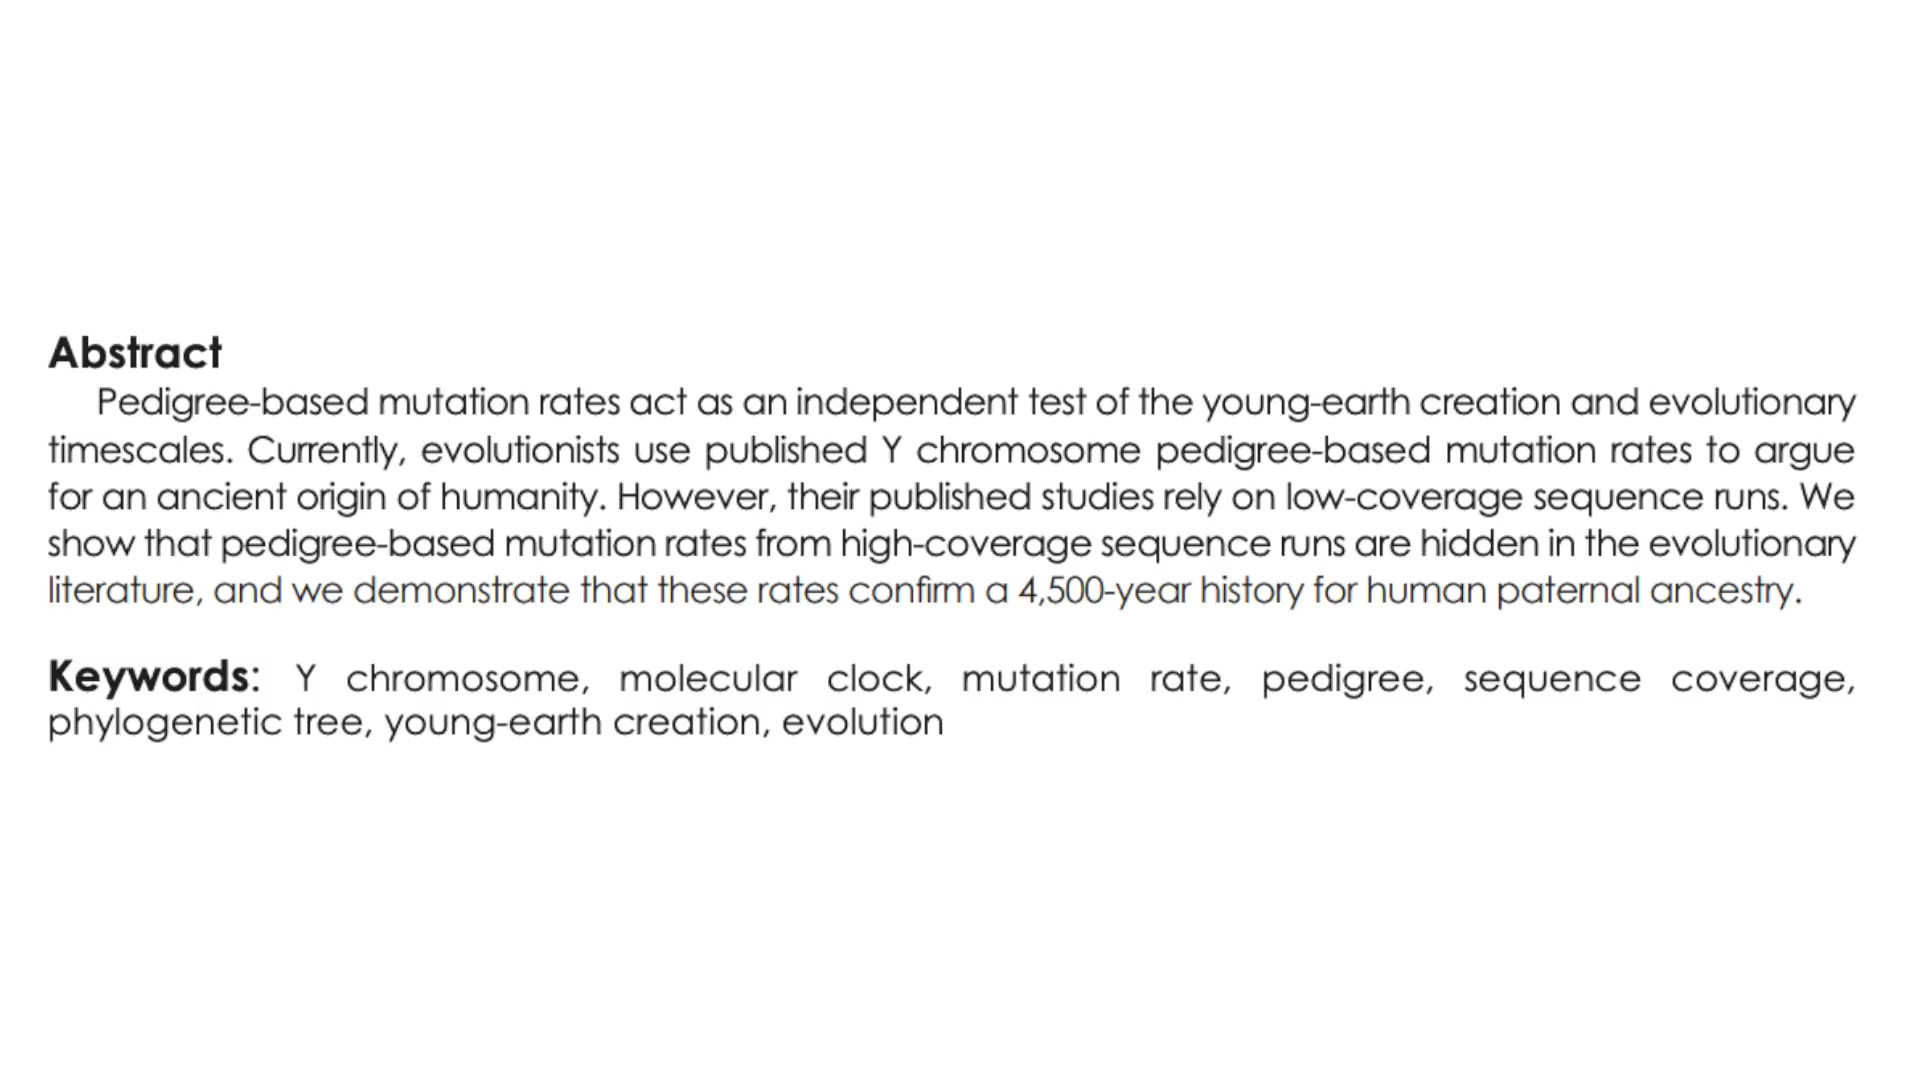 Abstract
Pedigree-based mutation rates act as an independent test of the young-earth creation and evolutionary
timescales. Currently, evolutionists use published Y chromosome pedigree-based mutation rates to argue
for an ancient origin of humanity. However, their published studies rely on low-coverage sequence runs. We
show that pedigree-based mutation rates from high-coverage sequence runs are hidden in the evolutionary
literature, and we demonstrate that these rates confirm a 4,500-year history for human paternal ancestry.
Keywords: Y chromosome, molecular clock, mutation rate, pedigree, sequence coverage,
phylogenetic tree, young-earth creation, evolution